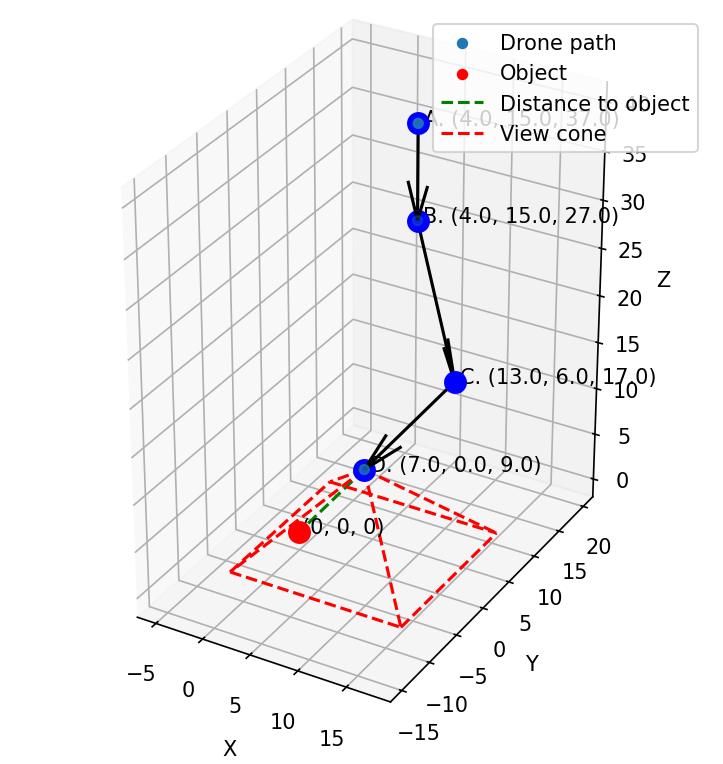 Drone path
Object
Distance to object
View cone
A. (4.0, 15.0, 37.0)
B. (4.0, 15.0, 27.0)
C. (13.0, 6.0, 17.0)
D. (7.0, 0.0, 9.0)
(0, 0, 0)
35
30
25
20
15
10
5
0
Z
20
15
10
5
0
−5
−10
−15
Y
−5
0
5
10
15
X